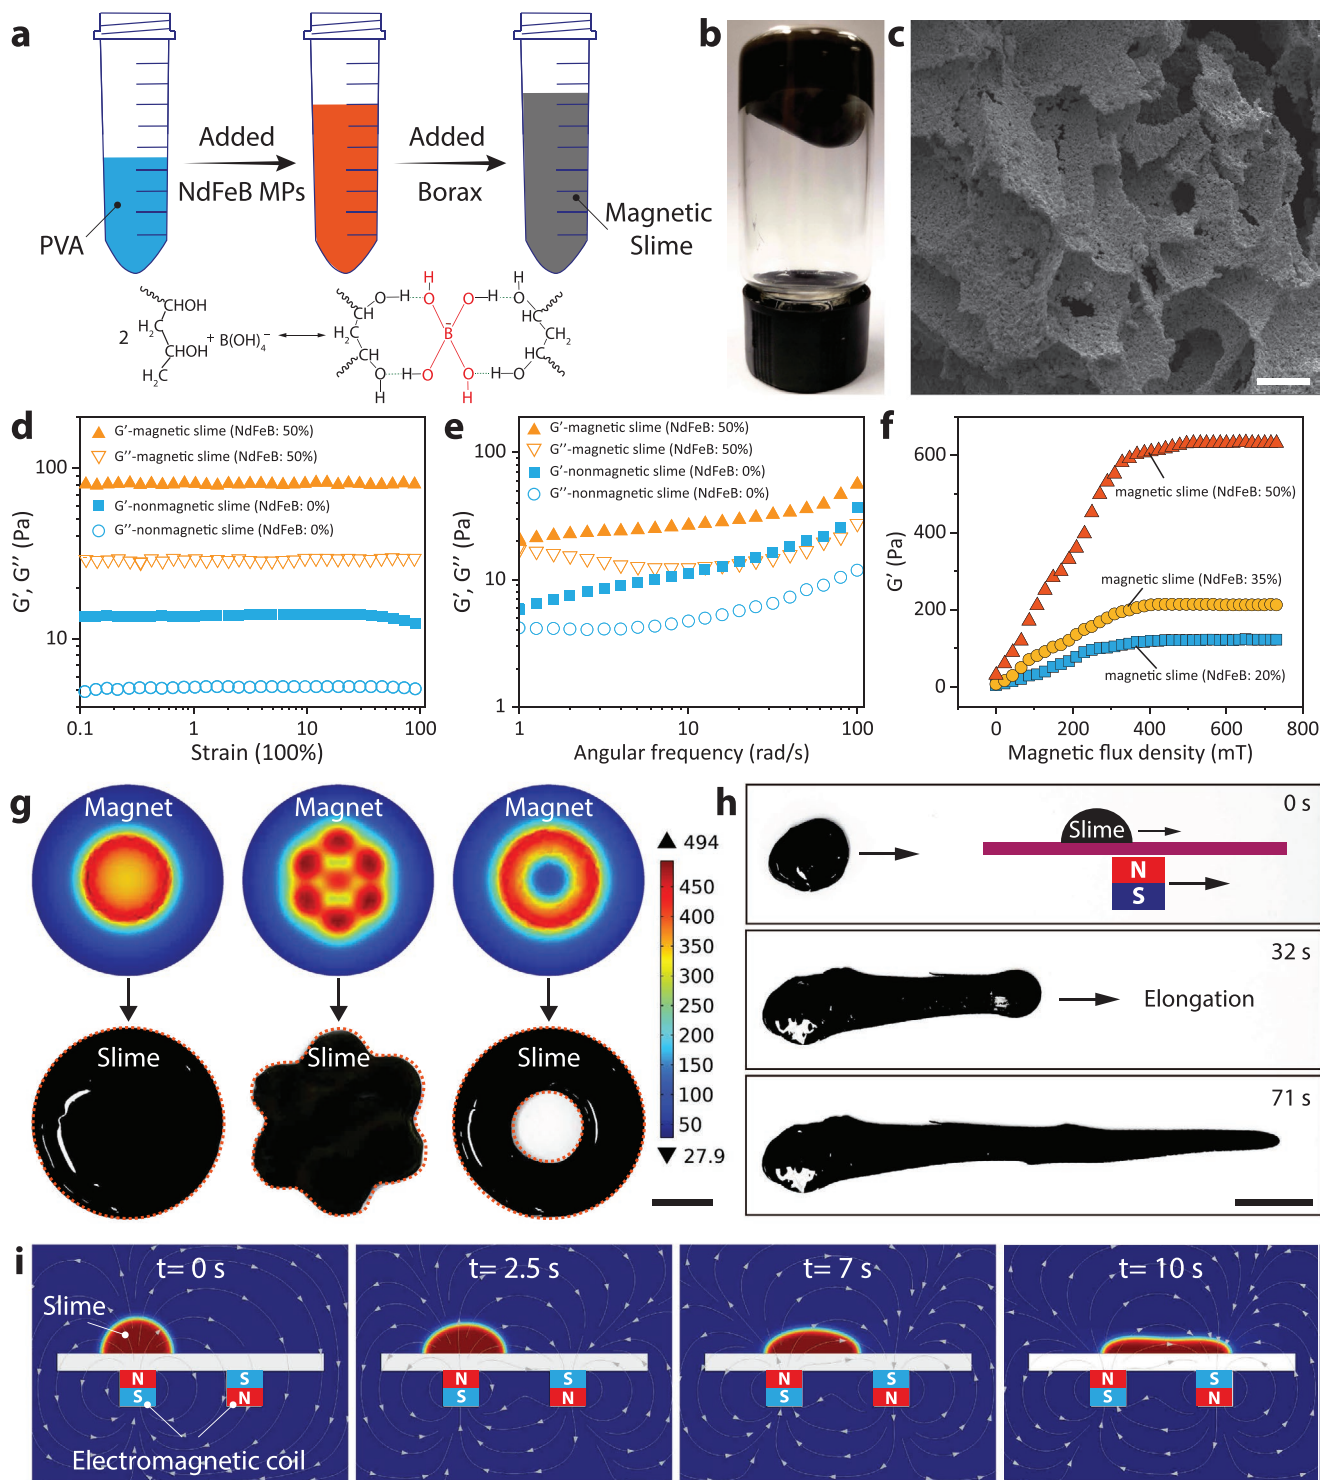 a
Added
NdFeB MPs
Added
Borax
PVA
Magnetic
Slime
2
CHOH
H₂C
CHOH
H₂C
+ B(OH)₄⁻
H
O
H
O
CH
H₂C
CH
O
H
H
O
B⁻
O
H
O
O
H
H
O
HC
CH₂
HC
H
O
b
c
d
G'-magnetic slime (NdFeB: 50%)
G''-magnetic slime (NdFeB: 50%)
G'-nonmagnetic slime (NdFeB: 0%)
G''-nonmagnetic slime (NdFeB: 0%)
G', G'' (Pa)
100
10
0.1
1
10
100
Strain (100%)
e
G'-magnetic slime (NdFeB: 50%)
G''-magnetic slime (NdFeB: 50%)
G'-nonmagnetic slime (NdFeB: 0%)
G''-nonmagnetic slime (NdFeB: 0%)
G', G'' (Pa)
100
10
1
1
10
100
Angular frequency (rad/s)
f
G' (Pa)
600
400
200
0
magnetic slime (NdFeB: 50%)
magnetic slime (NdFeB: 35%)
magnetic slime (NdFeB: 20%)
0
200
400
600
800
Magnetic flux density (mT)
g
Magnet
Magnet
Magnet
Slime
Slime
Slime
494
450
400
350
300
250
200
150
100
50
27.9
h
0 s
Slime
N
S
32 s
Elongation
71 s
i
t= 0 s
Slime
N
S
S
N
Electromagnetic coil
t= 2.5 s
N
S
S
N
t= 7 s
N
S
S
N
t= 10 s
N
S
S
N